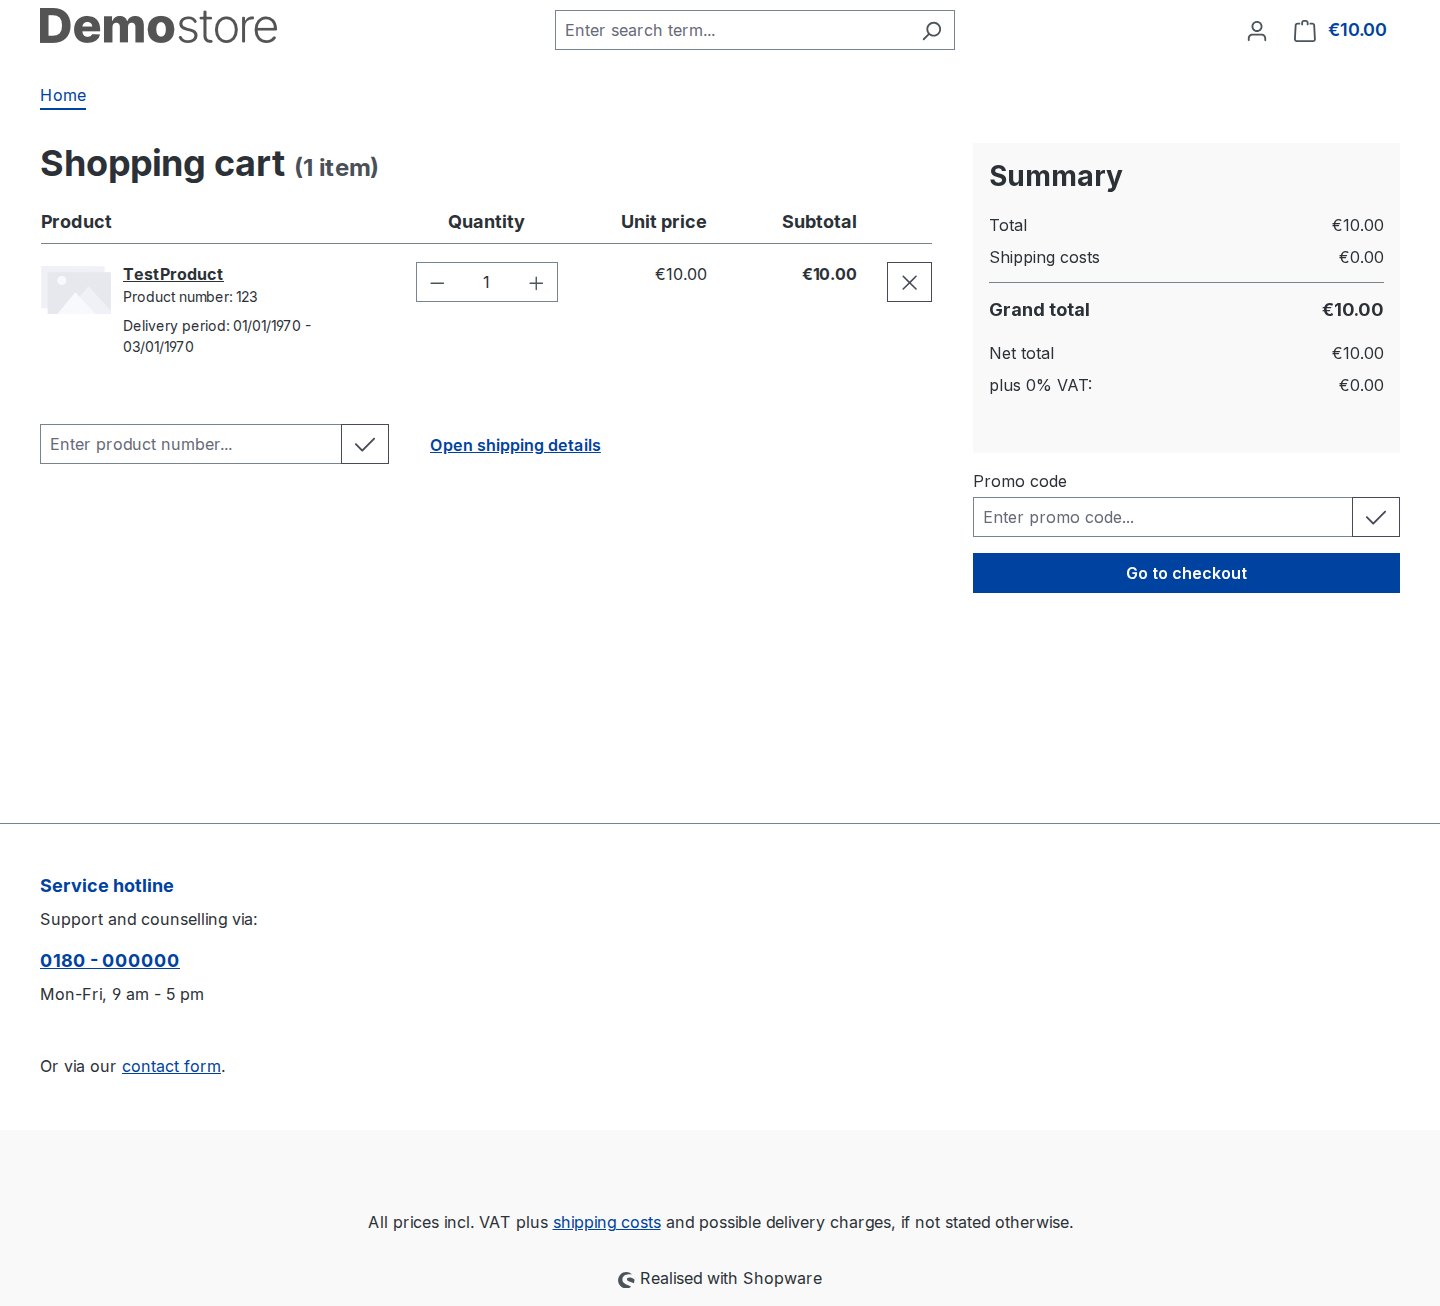 Demostore
Enter search term...
€10.00
Home
Shopping cart (1 item)
Product Quantity Unit price Subtotal
TestProduct
1
€10.00
€10.00
Product number: 123
Delivery period: 01/01/1970 -
03/01/1970
Enter product number...
Open shipping details
Summary
Total €10.00
Shipping costs €0.00
Grand total €10.00
Net total €10.00
plus 0% VAT: €0.00
Promo code
Enter promo code...
Go to checkout
Service hotline
Support and counselling via:
0180 - 000000
Mon-Fri, 9 am - 5 pm
Or via our contact form.
All prices incl. VAT plus shipping costs and possible delivery charges, if not stated otherwise.
Realised with Shopware